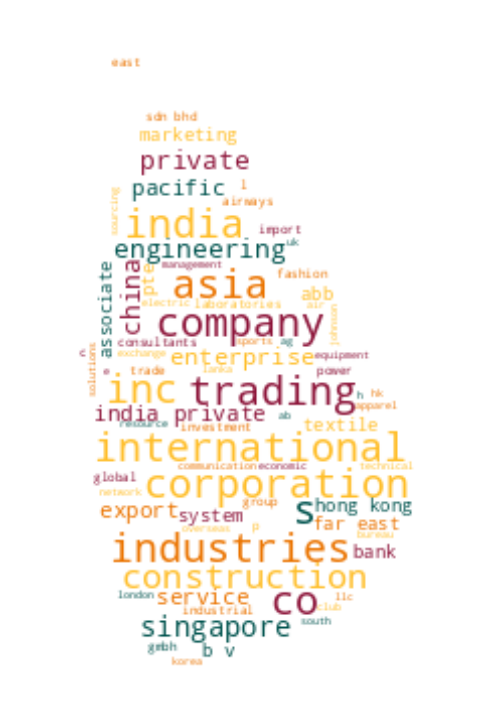 east
sdn bhd
marketing
private
pacific l
sourcing
airways
india
import
engineering uk
associate
china
pte
management
asia
fashion
abb
electric laboratories air
company
johnson
consultants sports ag
c exchange enterprise equipment
solutions
e trade lanka power
inc trading h hk
apparel
india private ab
resource investment textile
international
communication economic technical
global corporation
network group s hong kong
export system far east
overseas p bureau
industries bank
construction
london service co llc
industrial club
singapore south
gmbh b v
korea